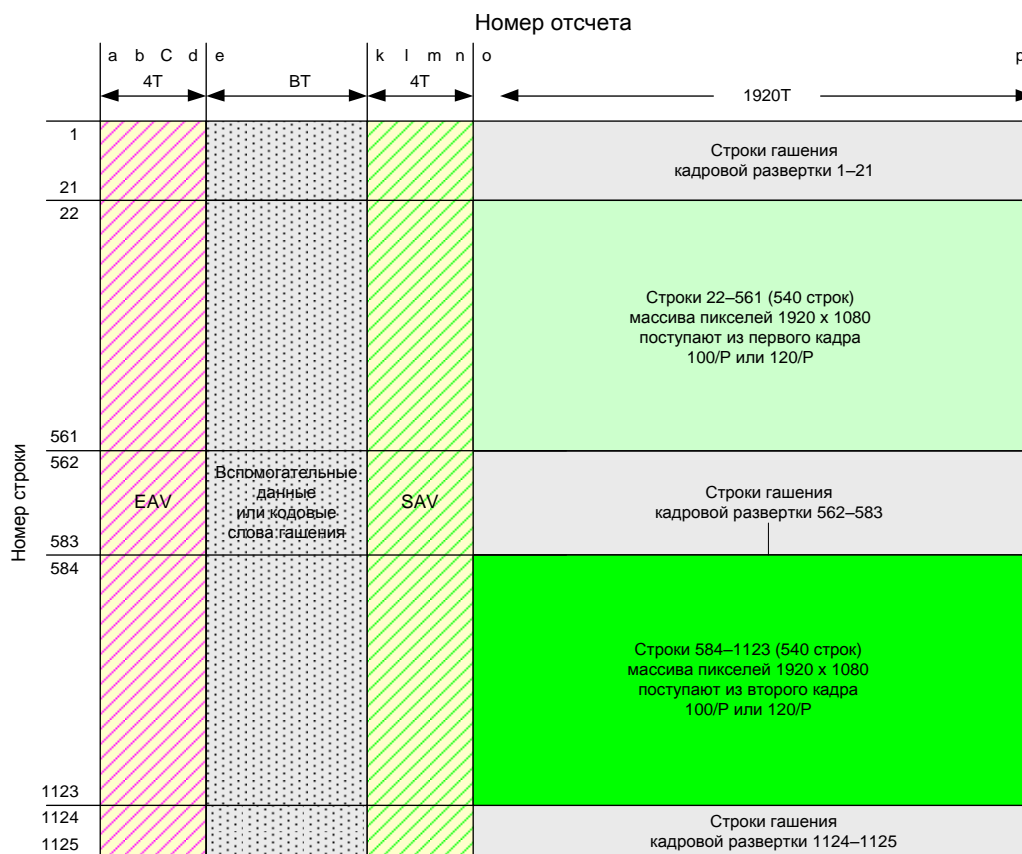 Номер отсчета
a b C d e k l m n o p
4T BT 4T 1920T
1
Строки гашения
кадровой развертки 1–21
21
22
Строки 22–561 (540 строк)
массива пикселей 1920 x 1080
поступают из первого кадра
100/P или 120/P
561
562
Номер строки
EAV
Вспомогательные
данные
или кодовые
слова гашения
SAV
Строки гашения
кадровой развертки 562–583
583
584
Строки 584–1123 (540 строк)
массива пикселей 1920 x 1080
поступают из второго кадра
100/P или 120/P
1123
1124
Строки гашения
кадровой развертки 1124–1125
1125